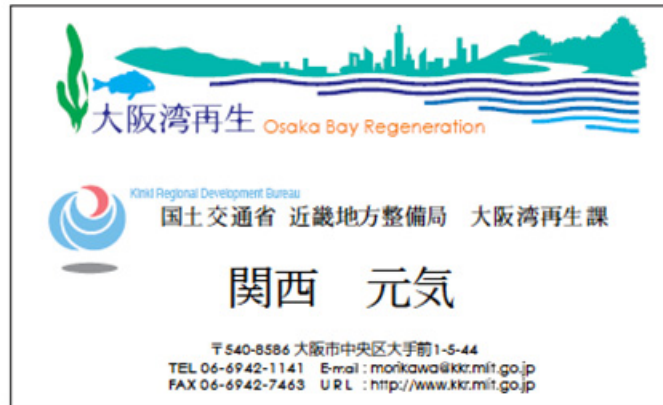 大阪湾再生 Osaka Bay Regeneration
Kinki Regional Development Bureau
国土交通省 近畿地方整備局 大阪湾再生課
関西 元気
〒540-8586 大阪市中央区大手前1-5-44
TEL 06-6942-1141 E-mail : morikawa@kkr.mlit.go.jp
FAX 06-6942-7463 URL : http://www.kkr.mlit.go.jp